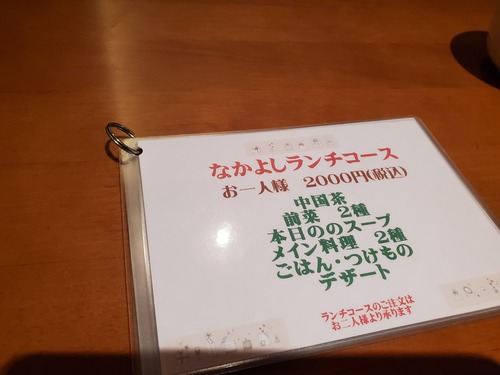 なかよしランチコース
お一人様 2000円(税込)
中国茶
前菜 2種
本日ののスープ
メイン料理 2種
ごはん・つけもの
デザート
ランチコースのご注文は
お二人様より承ります